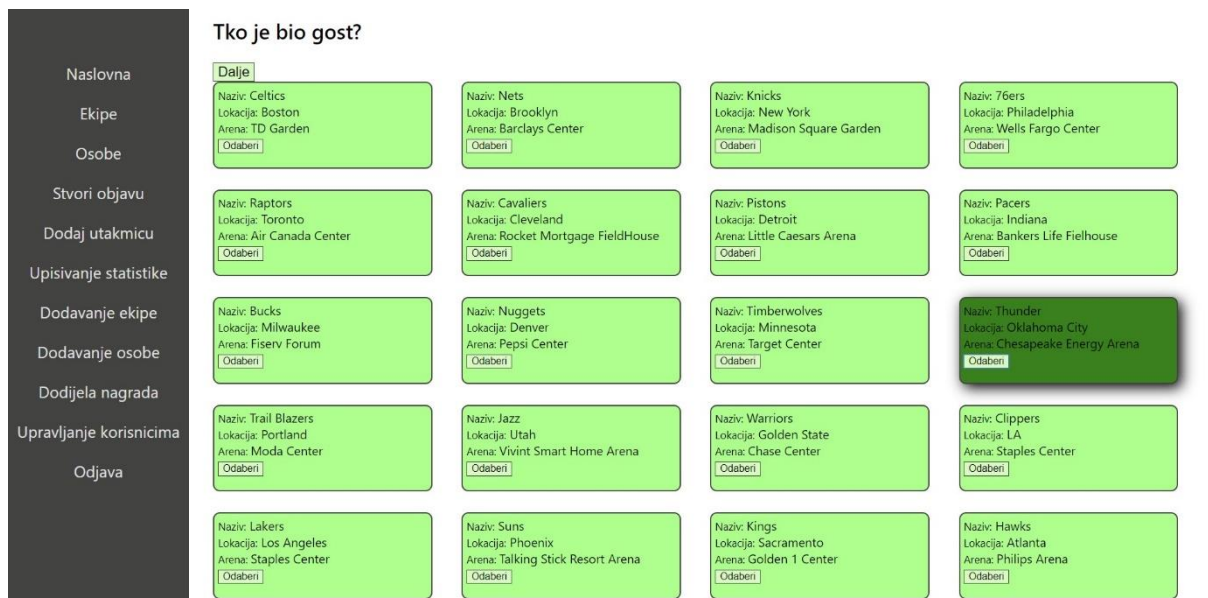 Naslovna
Ekipe
Osobe
Stvori objavu
Dodaj utakmicu
Upisivanje statistike
Dodavanje ekipe
Dodavanje osobe
Dodijela nagrada
Upravljanje korisnicima
Odjava
Tko je bio gost?
Dalje
Naziv: Celtics
Lokacija: Boston
Arena: TD Garden
Odaberi
Naziv: Nets
Lokacija: Brooklyn
Arena: Barclays Center
Odaberi
Naziv: Knicks
Lokacija: New York
Arena: Madison Square Garden
Odaberi
Naziv: 76ers
Lokacija: Philadelphia
Arena: Wells Fargo Center
Odaberi
Naziv: Raptors
Lokacija: Toronto
Arena: Air Canada Center
Odaberi
Naziv: Cavaliers
Lokacija: Cleveland
Arena: Rocket Mortgage FieldHouse
Odaberi
Naziv: Pistons
Lokacija: Detroit
Arena: Little Caesars Arena
Odaberi
Naziv: Pacers
Lokacija: Indiana
Arena: Bankers Life Fielhouse
Odaberi
Naziv: Bucks
Lokacija: Milwaukee
Arena: Fiserv Forum
Odaberi
Naziv: Nuggets
Lokacija: Denver
Arena: Pepsi Center
Odaberi
Naziv: Timberwolves
Lokacija: Minnesota
Arena: Target Center
Odaberi
Naziv: Thunder
Lokacija: Oklahoma City
Arena: Chesapeake Energy Arena
Odaberi
Naziv: Trail Blazers
Lokacija: Portland
Arena: Moda Center
Odaberi
Naziv: Jazz
Lokacija: Utah
Arena: Vivint Smart Home Arena
Odaberi
Naziv: Warriors
Lokacija: Golden State
Arena: Chase Center
Odaberi
Naziv: Clippers
Lokacija: LA
Arena: Staples Center
Odaberi
Naziv: Lakers
Lokacija: Los Angeles
Arena: Staples Center
Odaberi
Naziv: Suns
Lokacija: Phoenix
Arena: Talking Stick Resort Arena
Odaberi
Naziv: Kings
Lokacija: Sacramento
Arena: Golden 1 Center
Odaberi
Naziv: Hawks
Lokacija: Atlanta
Arena: Philips Arena
Odaberi